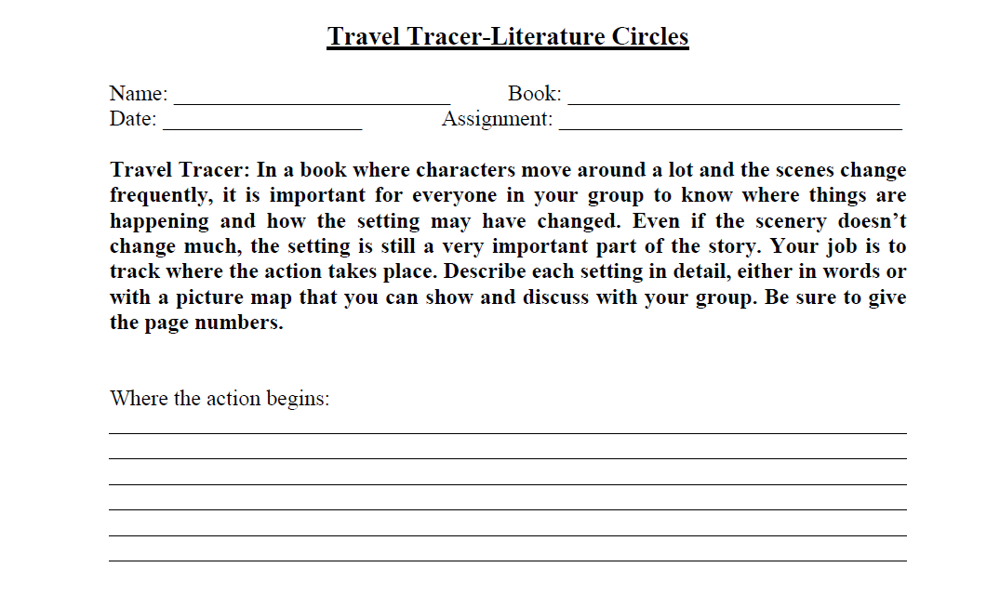 Travel Tracer-Literature Circles
Name: _________________________ Book: ______________________________
Date: __________________ Assignment: _______________________________
Travel Tracer: In a book where characters move around a lot and the scenes change
frequently, it is important for everyone in your group to know where things are
happening and how the setting may have changed. Even if the scenery doesn’t
change much, the setting is still a very important part of the story. Your job is to
track where the action takes place. Describe each setting in detail, either in words or
with a picture map that you can show and discuss with your group. Be sure to give
the page numbers.
Where the action begins: